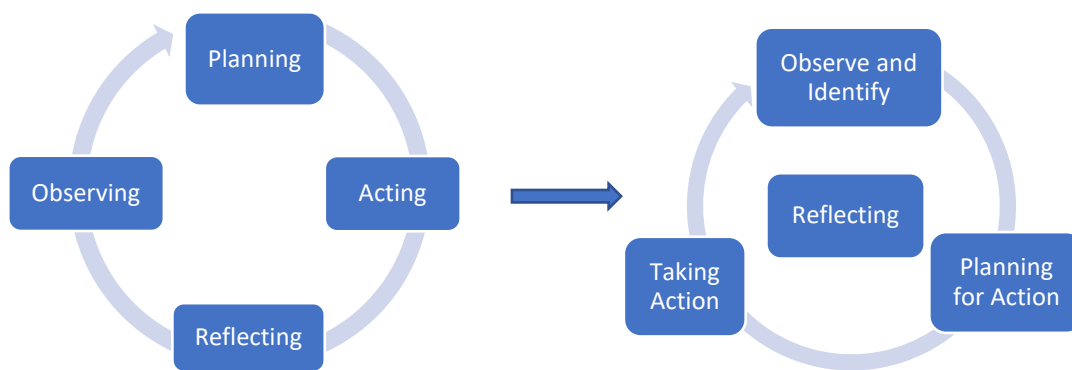 Planning
Acting
Reflecting
Observing
Observe and
Identify
Reflecting
Planning
for Action
Taking
Action